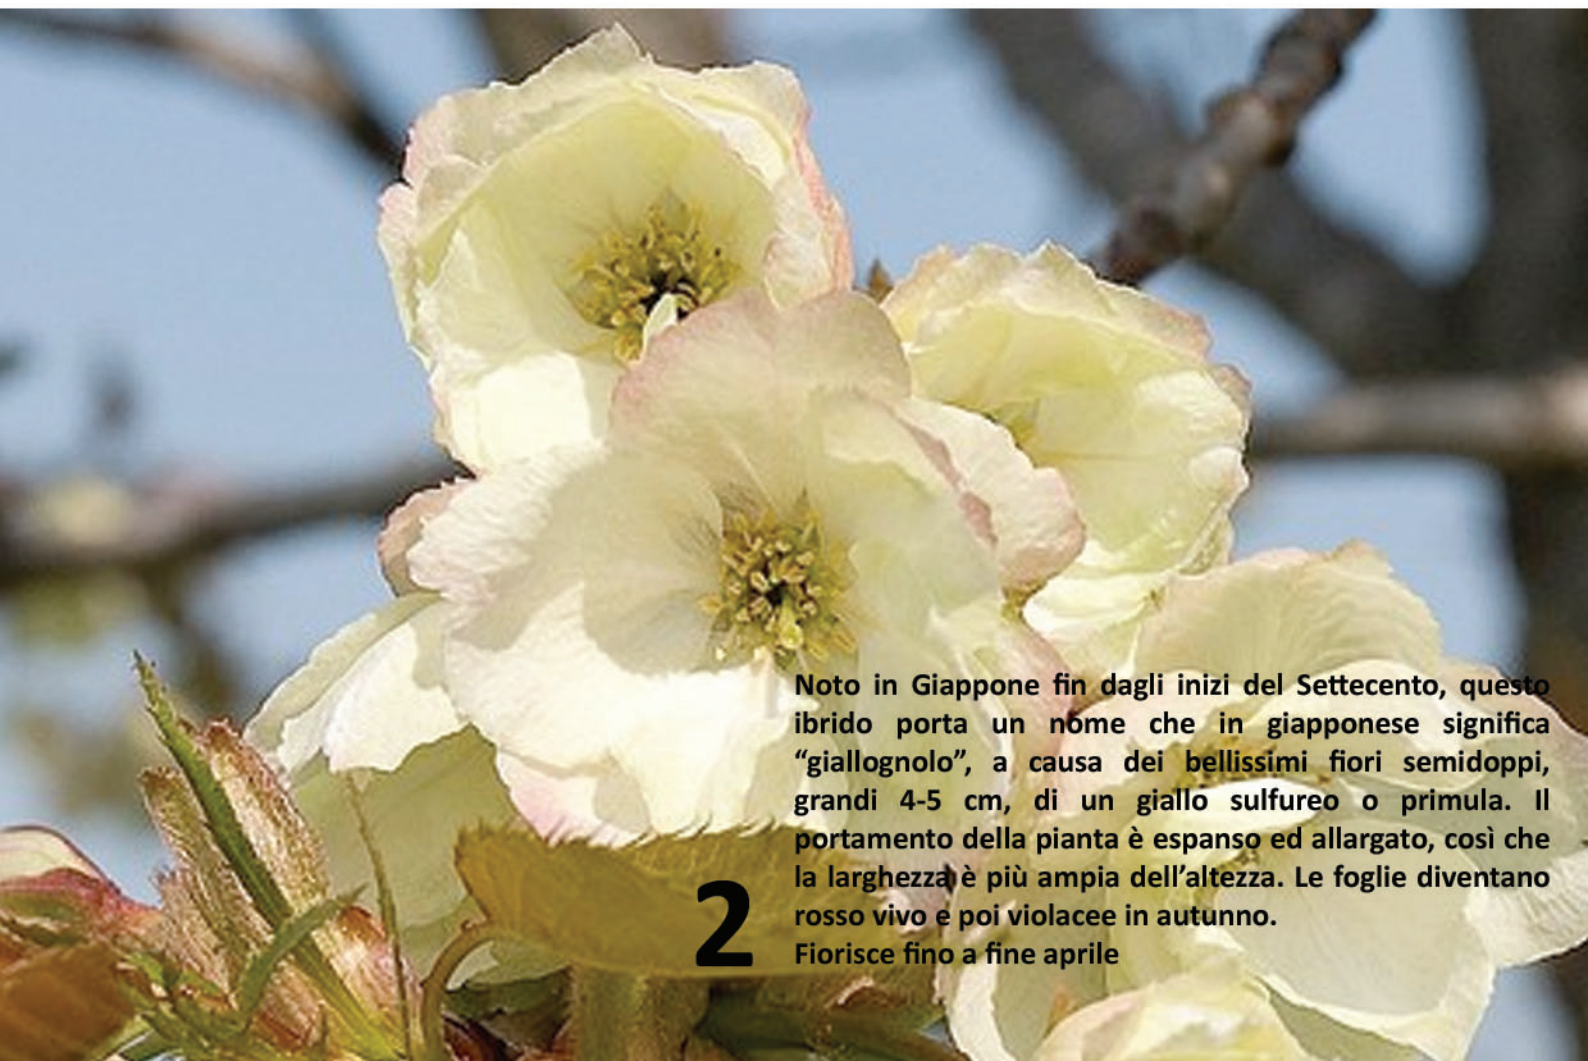 Noto in Giappone fin dagli inizi del Settecento, questo
ibrido porta un nome che in giapponese significa
“giallognolo”, a causa dei bellissimi fiori semidoppi,
grandi 4-5 cm, di un giallo sulfureo o primula. Il
portamento della pianta è espanso ed allargato, così che
la larghezza è più ampia dell’altezza. Le foglie diventano
rosso vivo e poi violacee in autunno.
Fiorisce fino a fine aprile
2